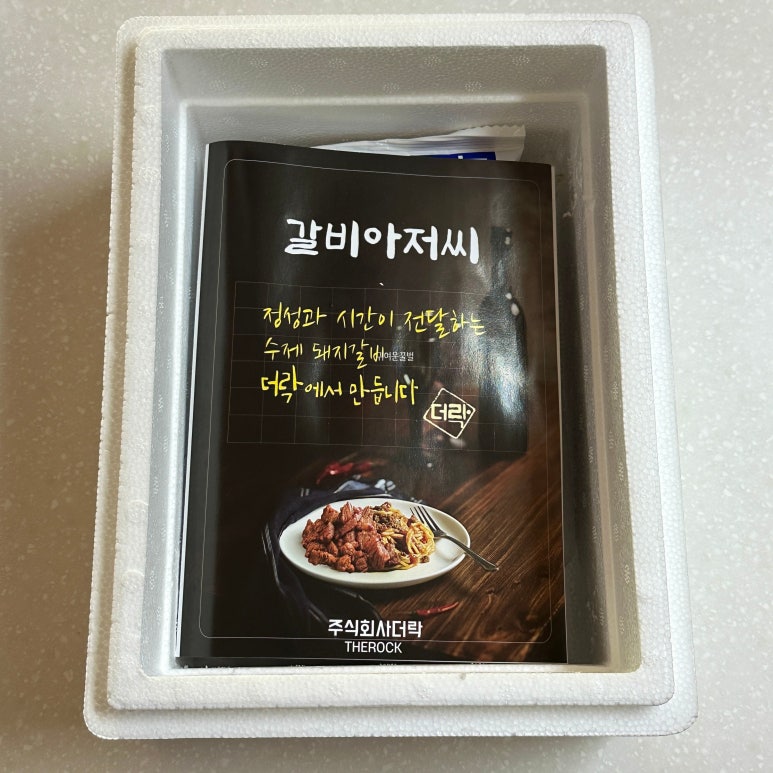 갈비아저씨
정성과 시간이 전달하는
수제 돼지갈비
더락에서 만듭니다
더락
주식회사더락
THEROCK